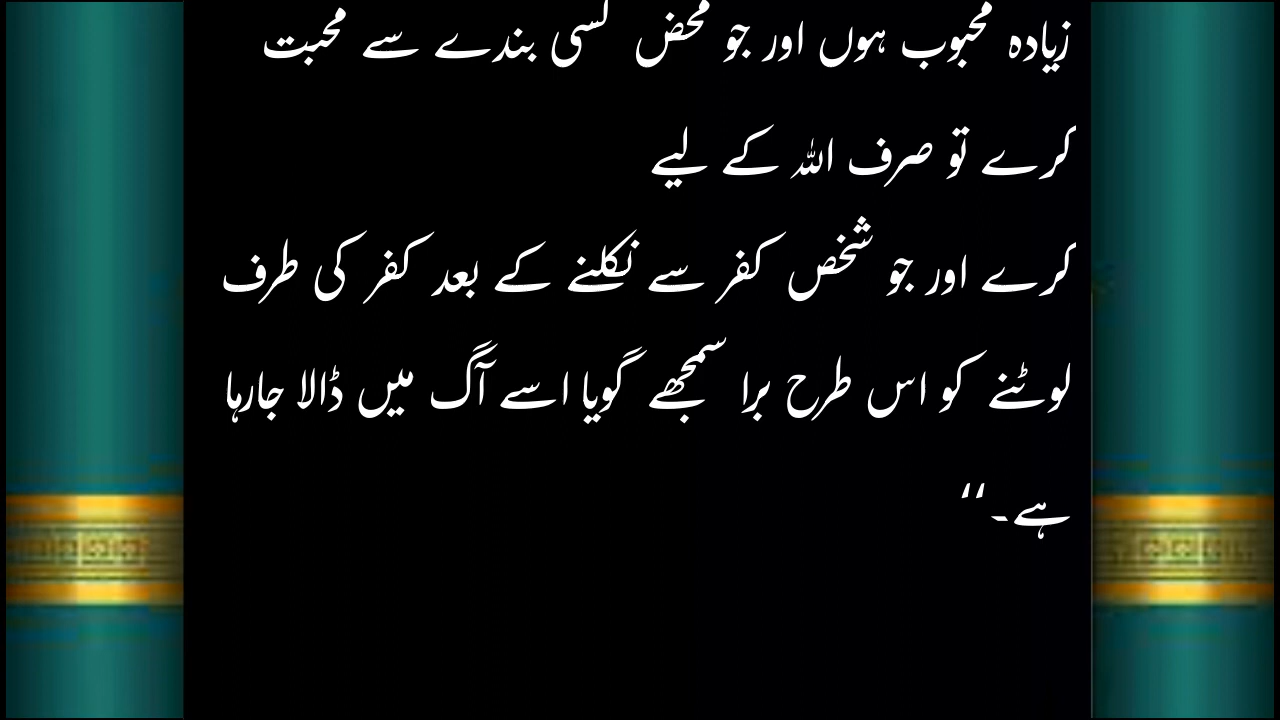 زیادہ محبوب ہوں اور جو محض کسی بندے سے محبت
کرے تو صرف اللہ کے لیے
کرے اور جو شخص کفر سے نکلنے کے بعد کفر کی طرف
لوٹنے کو اس طرح برا سمجھے گویا اسے آگ میں ڈالا جارہا
ہے۔‘‘